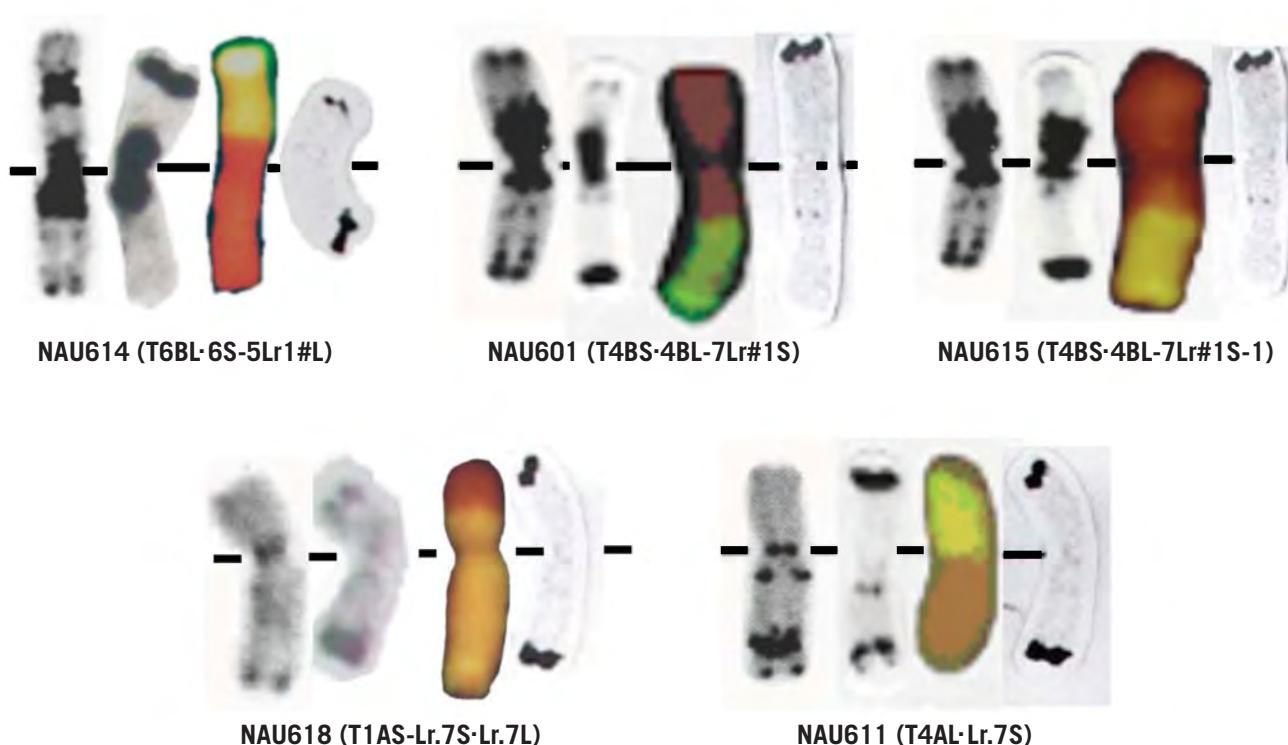 NAU614 (T6BL·6S-5Lr1#L)
NAU601 (T4BS·4BL-7Lr#1S)
NAU615 (T4BS·4BL-7Lr#1S-1)
NAU618 (T1AS-Lr.7S·Lr.7L)
NAU611 (T4AL·Lr.7S)